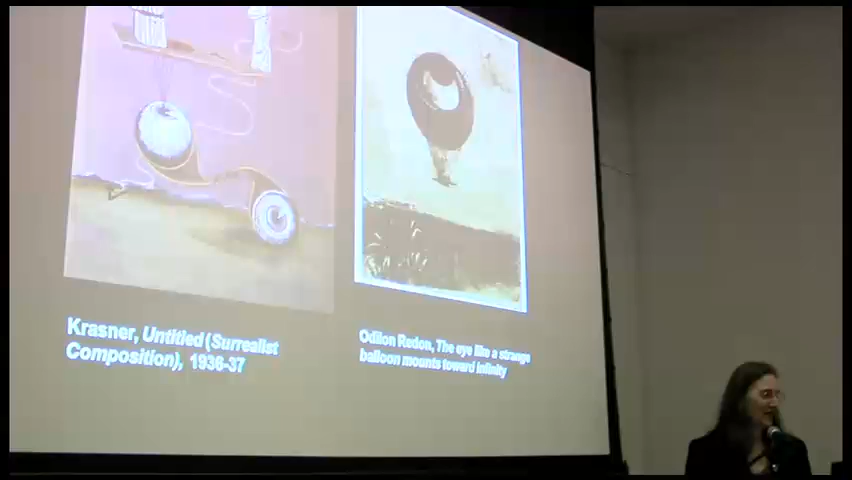 Krasner, Untitled (Surrealist
Composition), 1936-37
Odilon Redon, The eye like a strange
balloon mounts toward infinity